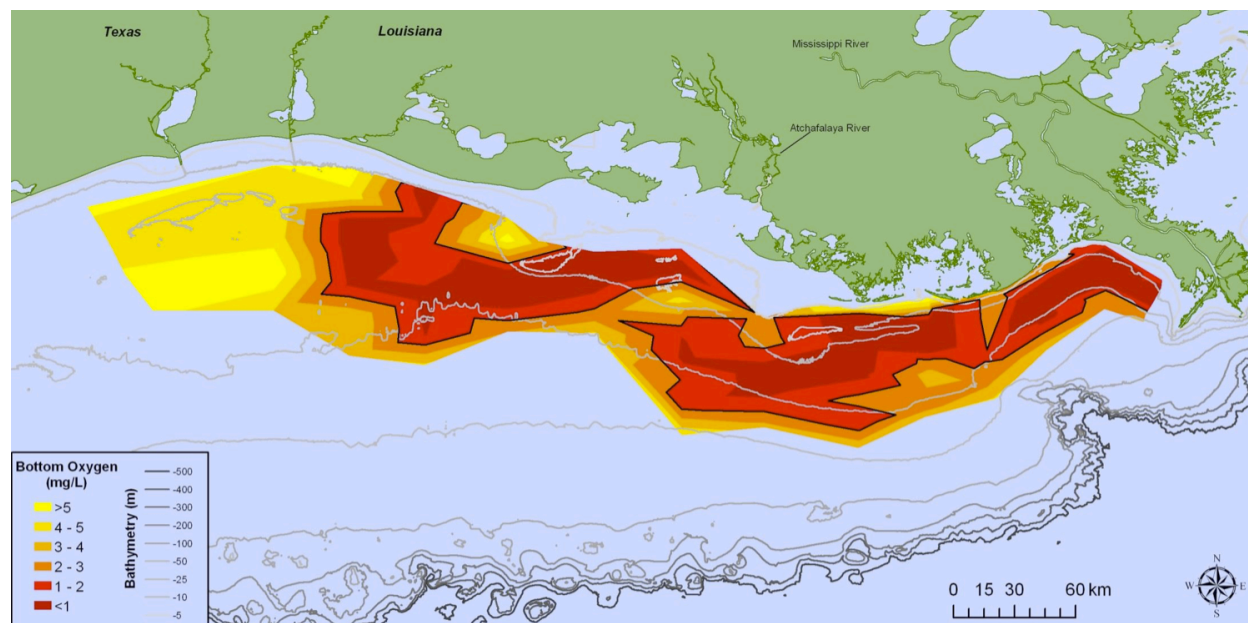 Texas
Louisiana
Mississippi River
Atchafalaya River
Bottom Oxygen
(mg/L)
>5
4 - 5
3 - 4
2 - 3
1 - 2
<1
Bathymetry (m)
-500
-400
-300
-200
-100
-50
-25
-10
-5
0 15 30 60 km
N
W E
S